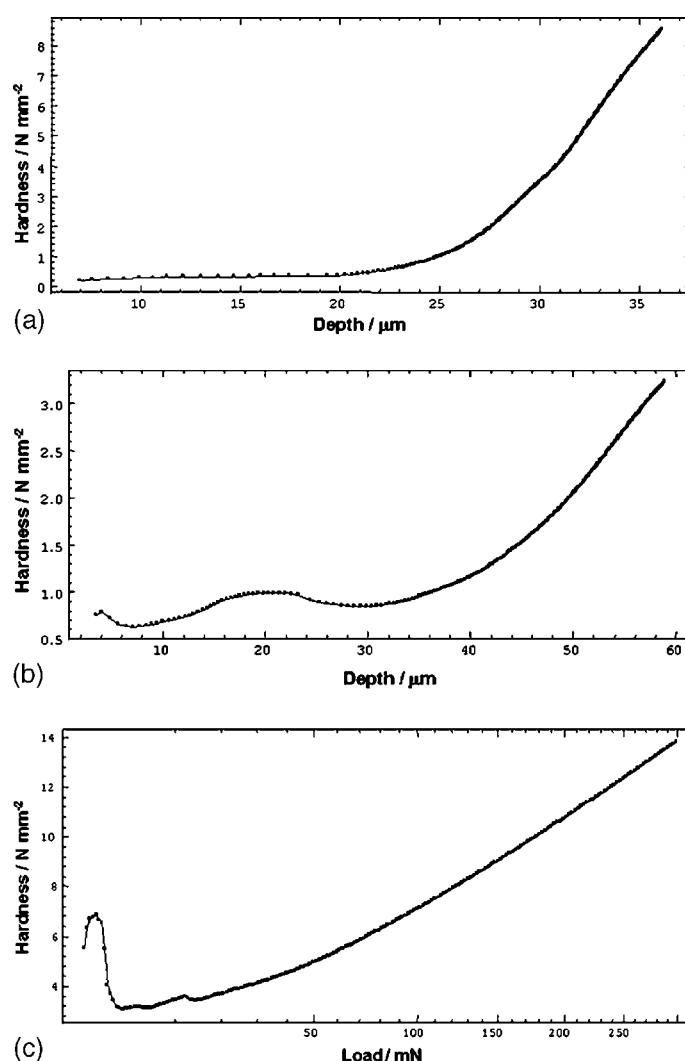 8
7
6
5
4
3
2
1
0
Hardness / N mm-2
10 15 20 25 30 35
(a)
Depth / µm
3.0
2.5
2.0
1.5
1.0
0.5
Hardness / N mm-2
10 20 30 40 50 60
(b)
Depth / µm
14
12
10
8
6
4
Hardness / N mm-2
50 100 150 200 250
(c)
Load / mN